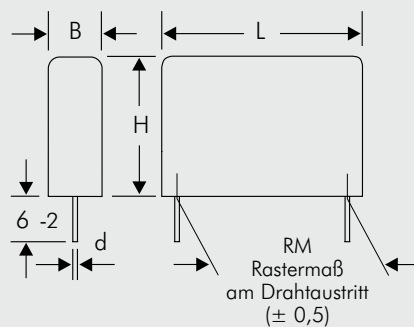 B
L
H
6 -2
d
RM
Rastermaß
am Drahtaustritt
(± 0,5)